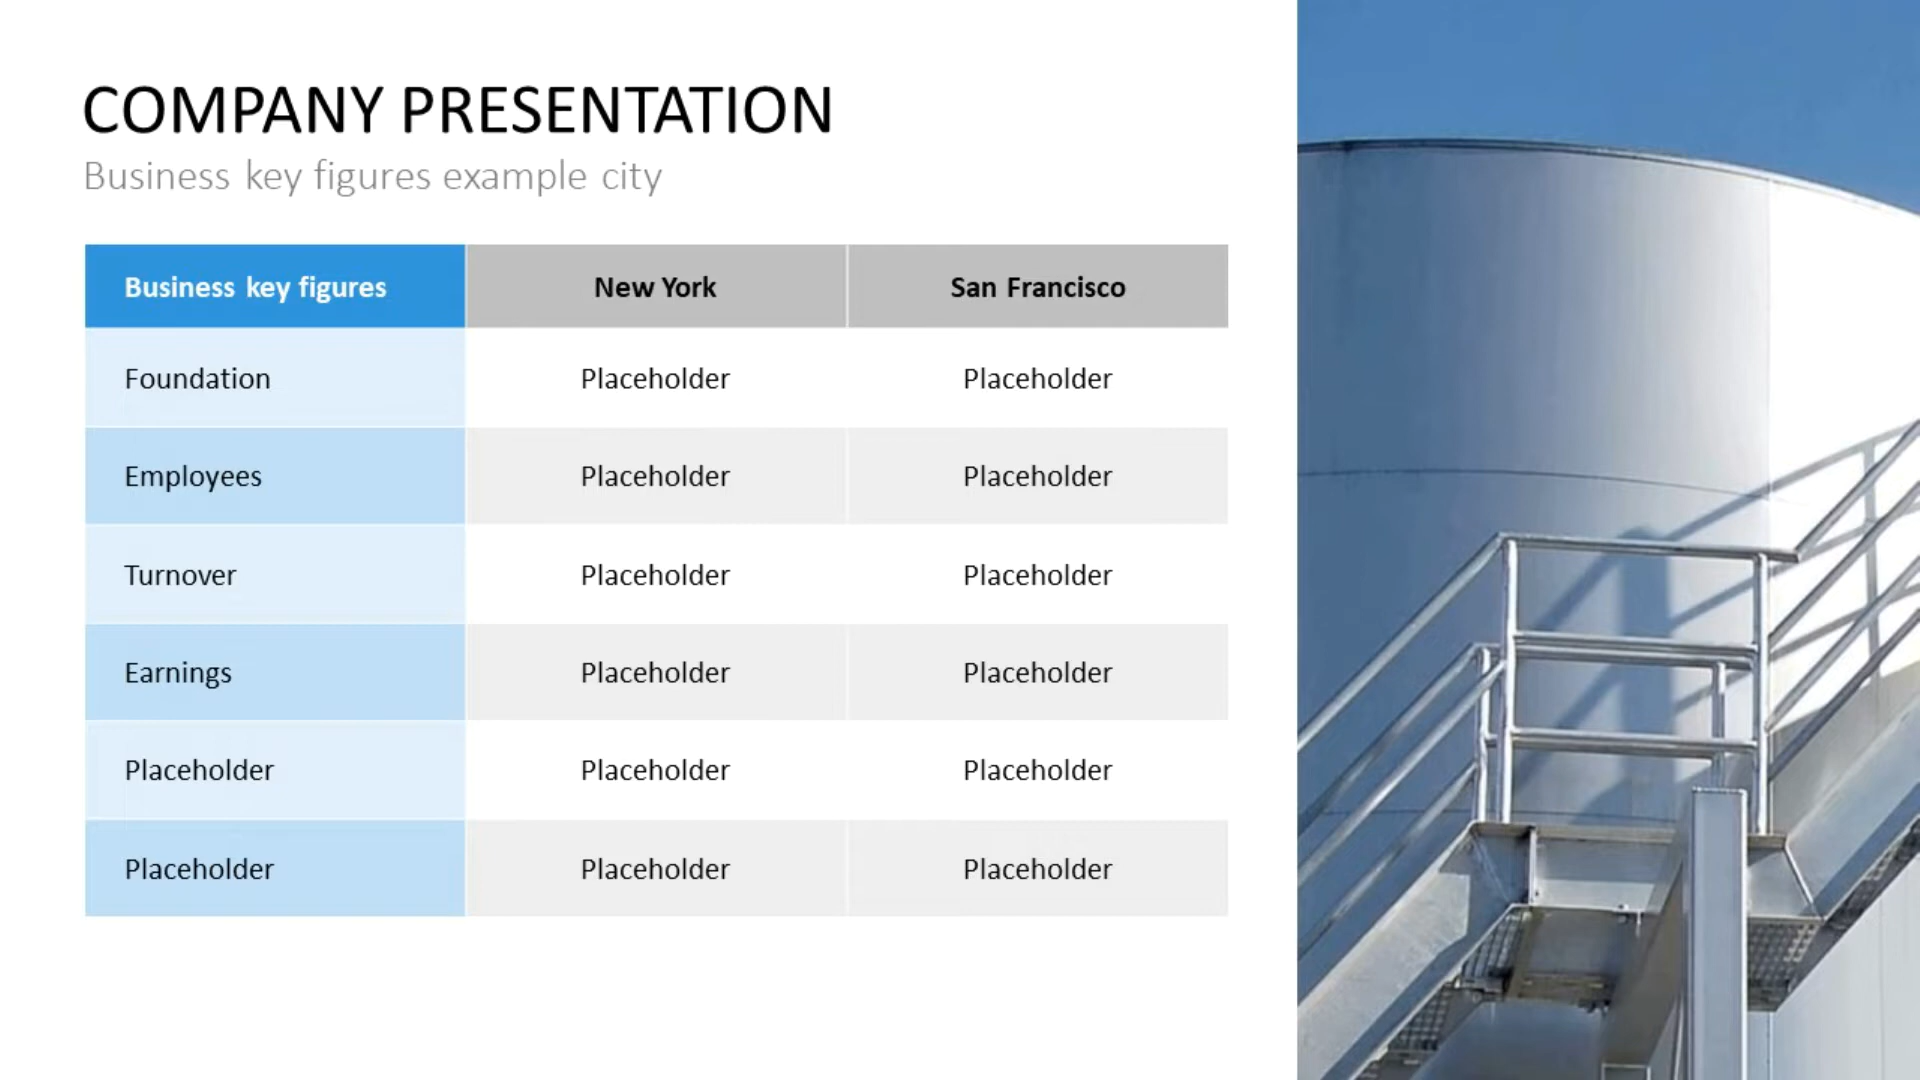 COMPANY PRESENTATION
Business key figures example city
Business key figures New York San Francisco
Foundation Placeholder Placeholder
Employees Placeholder Placeholder
Turnover Placeholder Placeholder
Earnings Placeholder Placeholder
Placeholder Placeholder Placeholder
Placeholder Placeholder Placeholder